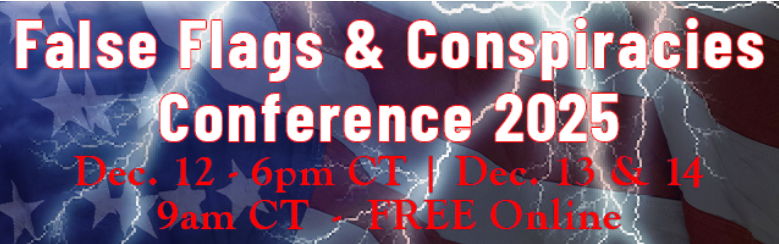 False Flags & Conspiracies
Conference 2025
Dec. 12 - 6pm CT | Dec. 13 & 14
9am CT - FREE Online